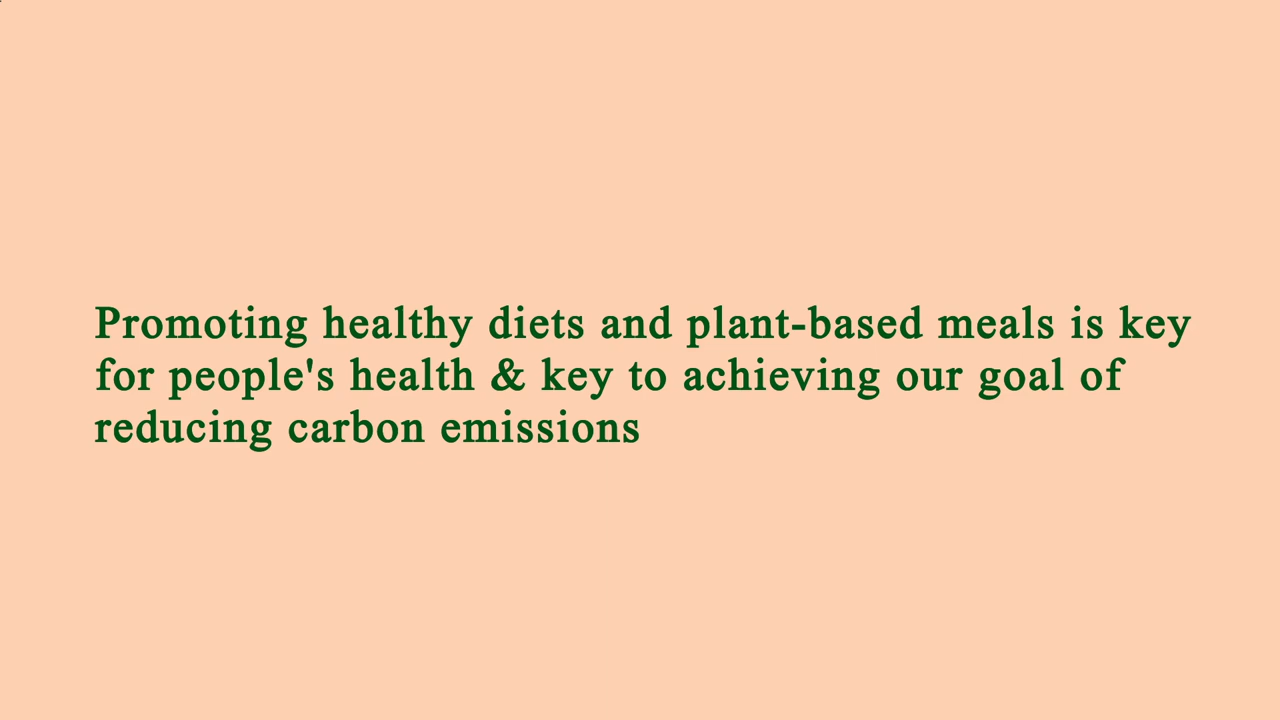 Promoting healthy diets and plant-based meals is key
for people's health & key to achieving our goal of
reducing carbon emissions